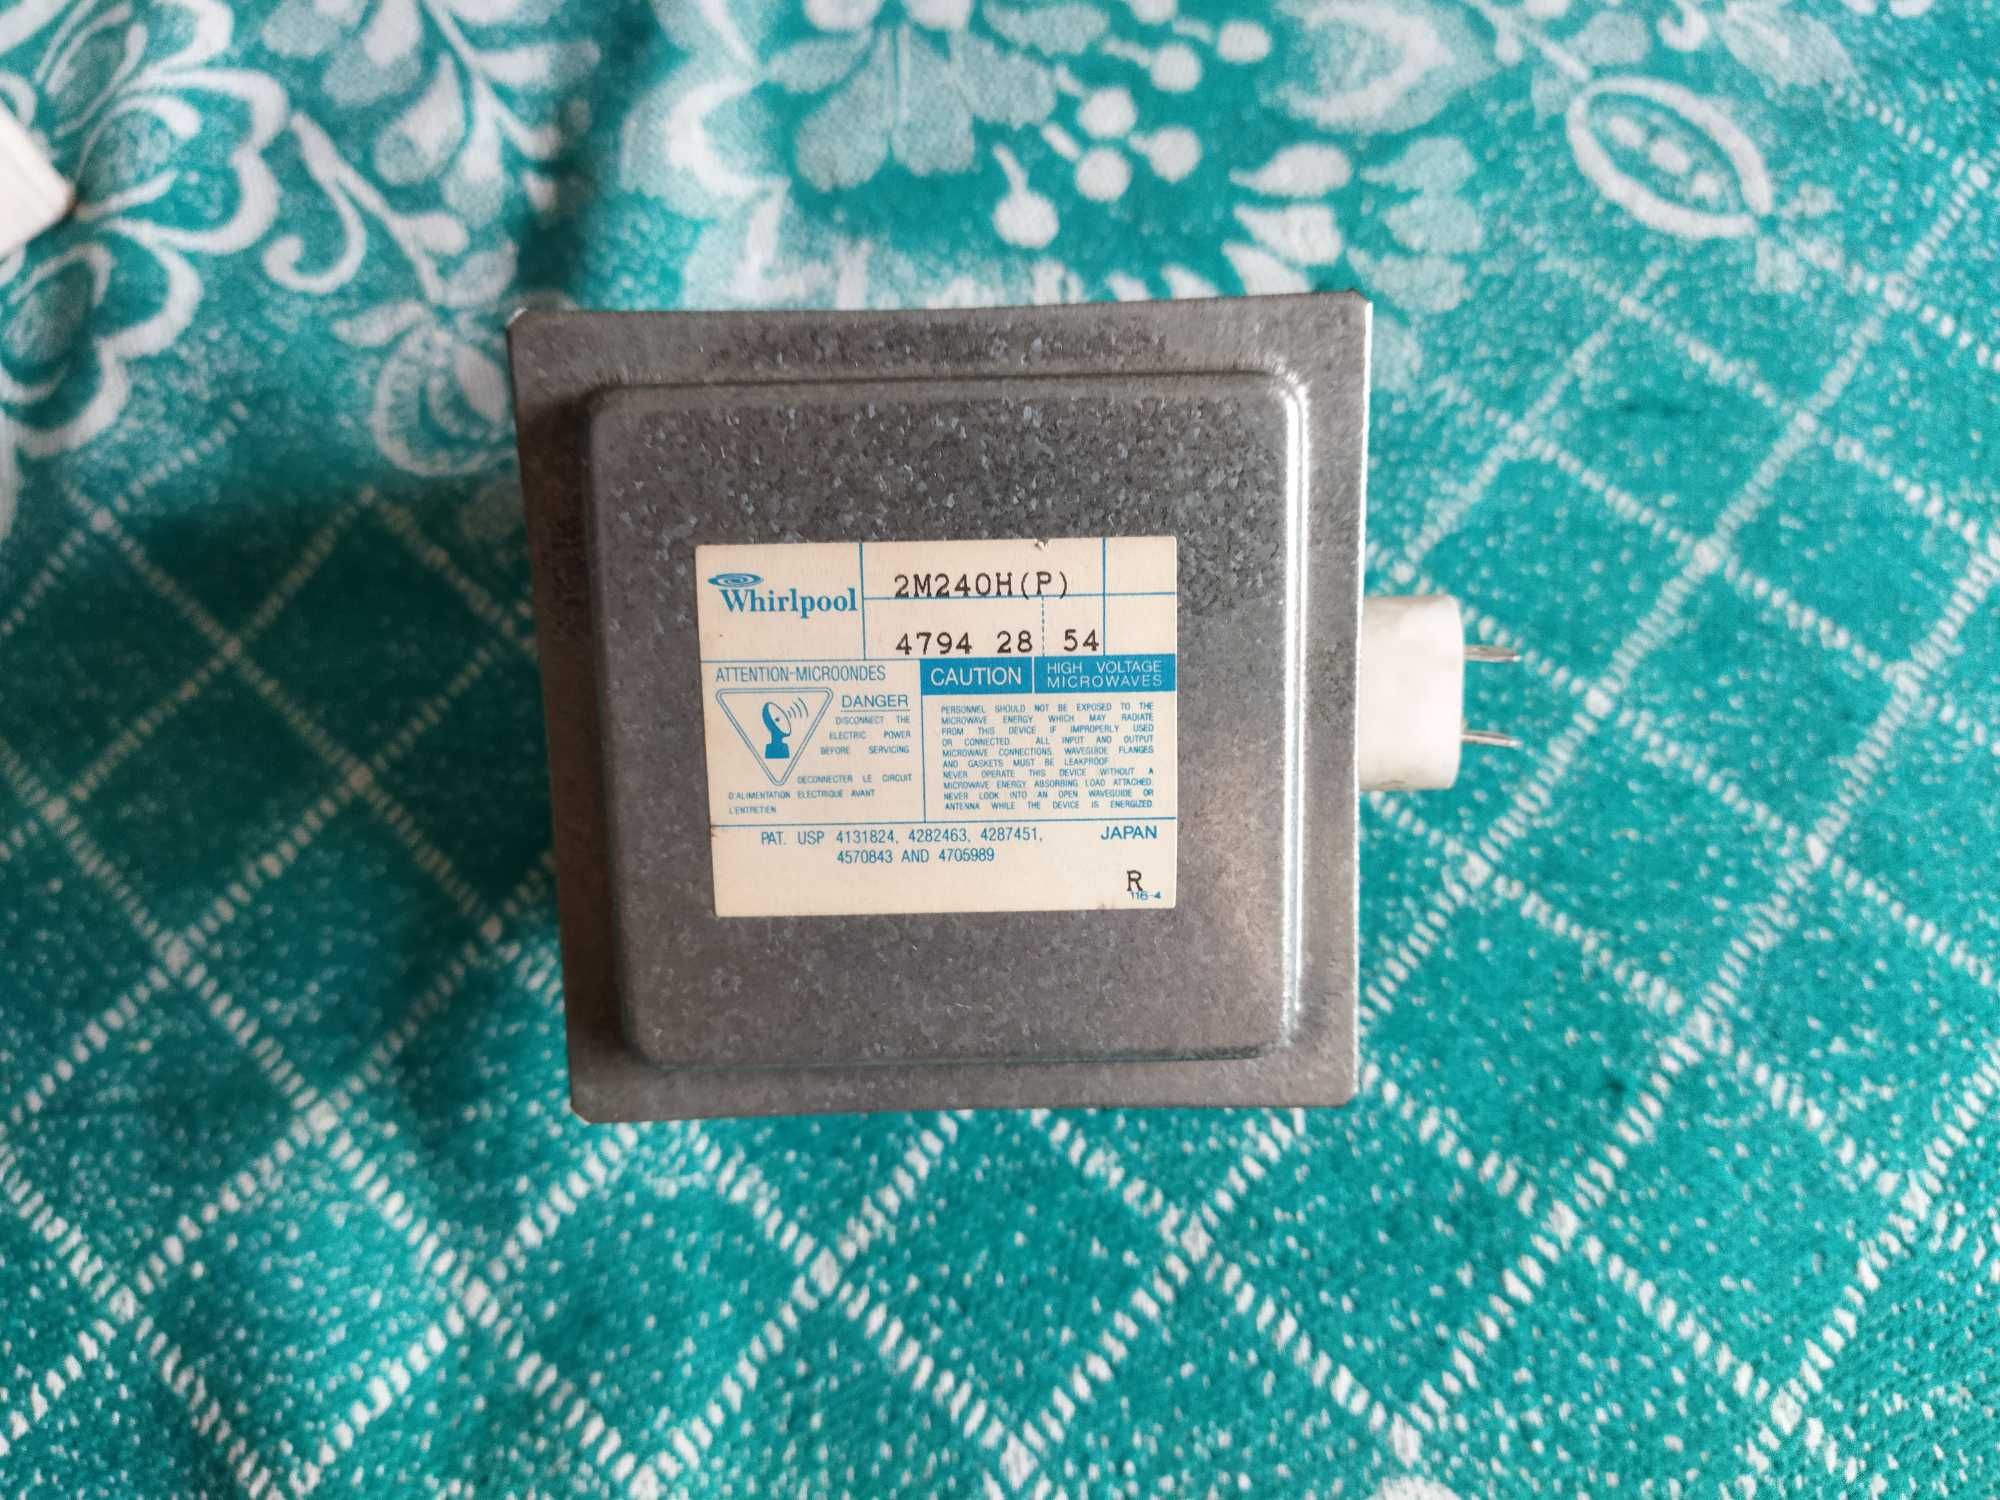 Whirlpool
2M240H(P)
4794 28 54
ATTENTION-MICROONDES
DANGER
DISCONNECT THE
ELECTRIC POWER
BEFORE SERVICING
DECONNECTER LE CIRCUIT
D'ALIMENTATION ELECTRIQUE AVANT
L'ENTRETIEN
CAUTION
HIGH VOLTAGE
MICROWAVES
PERSONNEL SHOULD NOT BE EXPOSED TO THE
MICROWAVE ENERGY WHICH MAY RADIATE
FROM THIS DEVICE IF IMPROPERLY USED
OR CONNECTED. ALL INPUT AND OUTPUT
MICROWAVE CONNECTIONS, WAVEGUIDE FLANGES
AND GASKETS MUST BE LEAKPROOF
NEVER OPERATE THIS DEVICE WITHOUT A
MICROWAVE ENERGY ABSORBING LOAD ATTACHED.
NEVER LOOK INTO AN OPEN WAVEGUIDE OR
ANTENNA WHILE THE DEVICE IS ENERGIZED.
PAT. USP 4131824, 4282463, 4287451,
4570843 AND 4705989
JAPAN
R
116-4